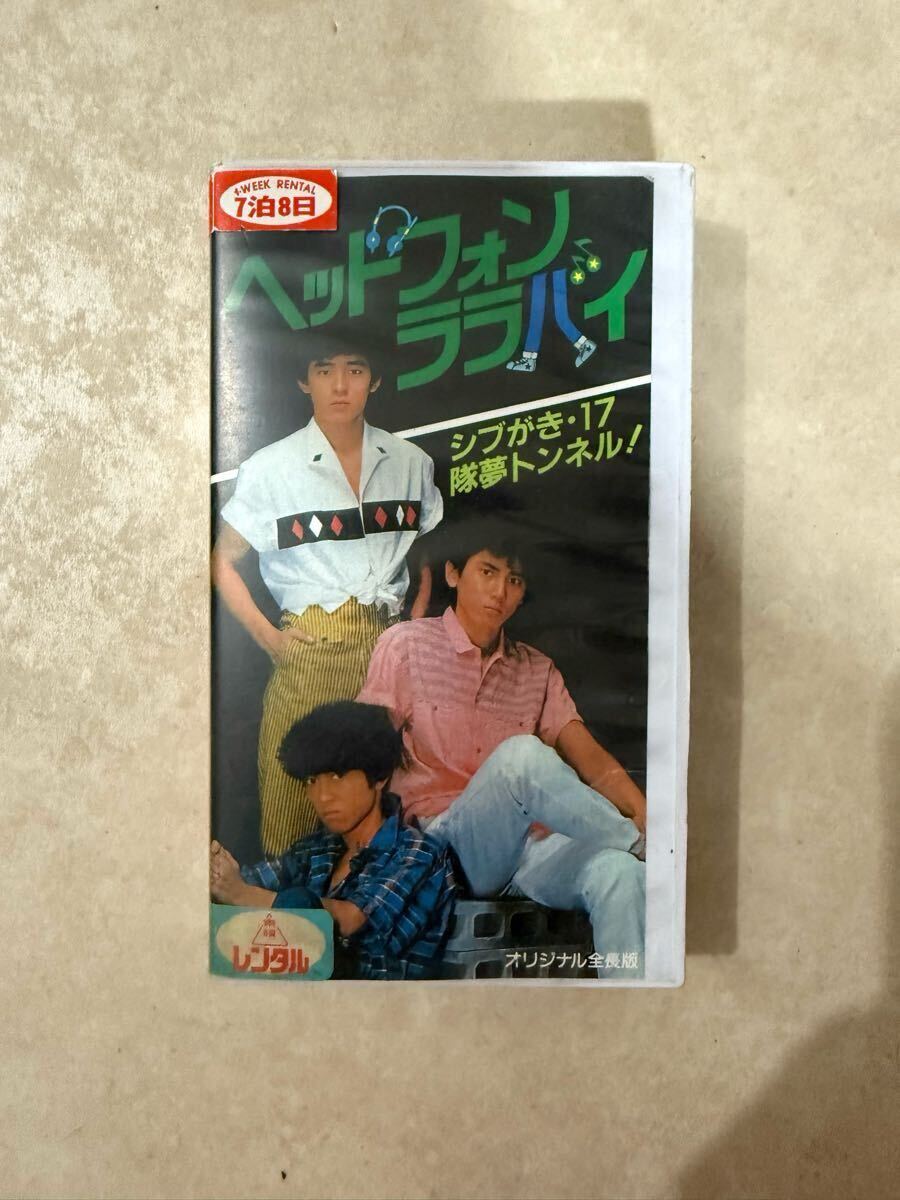 1-WEEK RENTAL
7泊8日
ヘッドフォン
ララバイ
シブがき・17
隊夢トンネル!
レンタル
オリジナル全長版